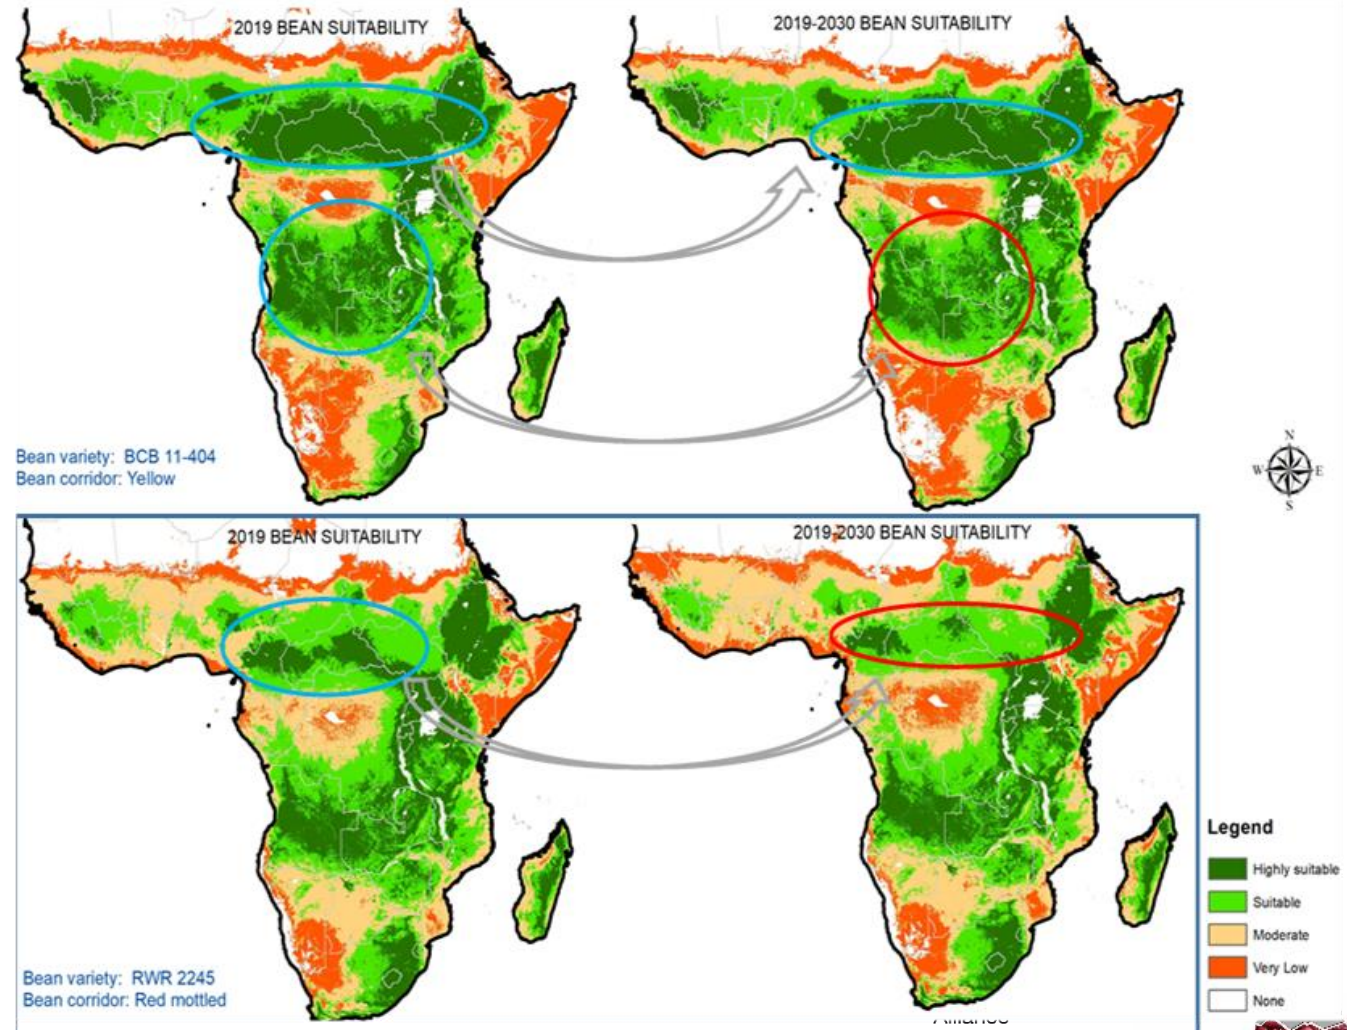 2019 BEAN SUITABILITY
2019-2030 BEAN SUITABILITY
Bean variety: BCB 11-404
Bean corridor: Yellow
N
W
E
S
2019 BEAN SUITABILITY
2019-2030 BEAN SUITABILITY
Bean variety: RWR 2245
Bean corridor: Red mottled
Legend
Highly suitable
Suitable
Moderate
Very Low
None